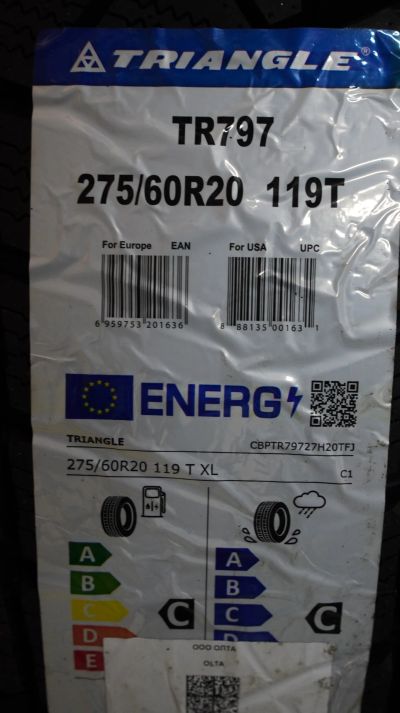 TRIANGLE®
TR797
275/60R20 119T
For Europe EAN
For USA UPC
6 959753 201636
8 88135 00163 1
ENERG
TRIANGLE
CBPTR79727H20TFJ
275/60R20 119 T XL
C1
A
B
C
D
E
C
A
B
C
D
C
ООО ОЛТА
OLTA